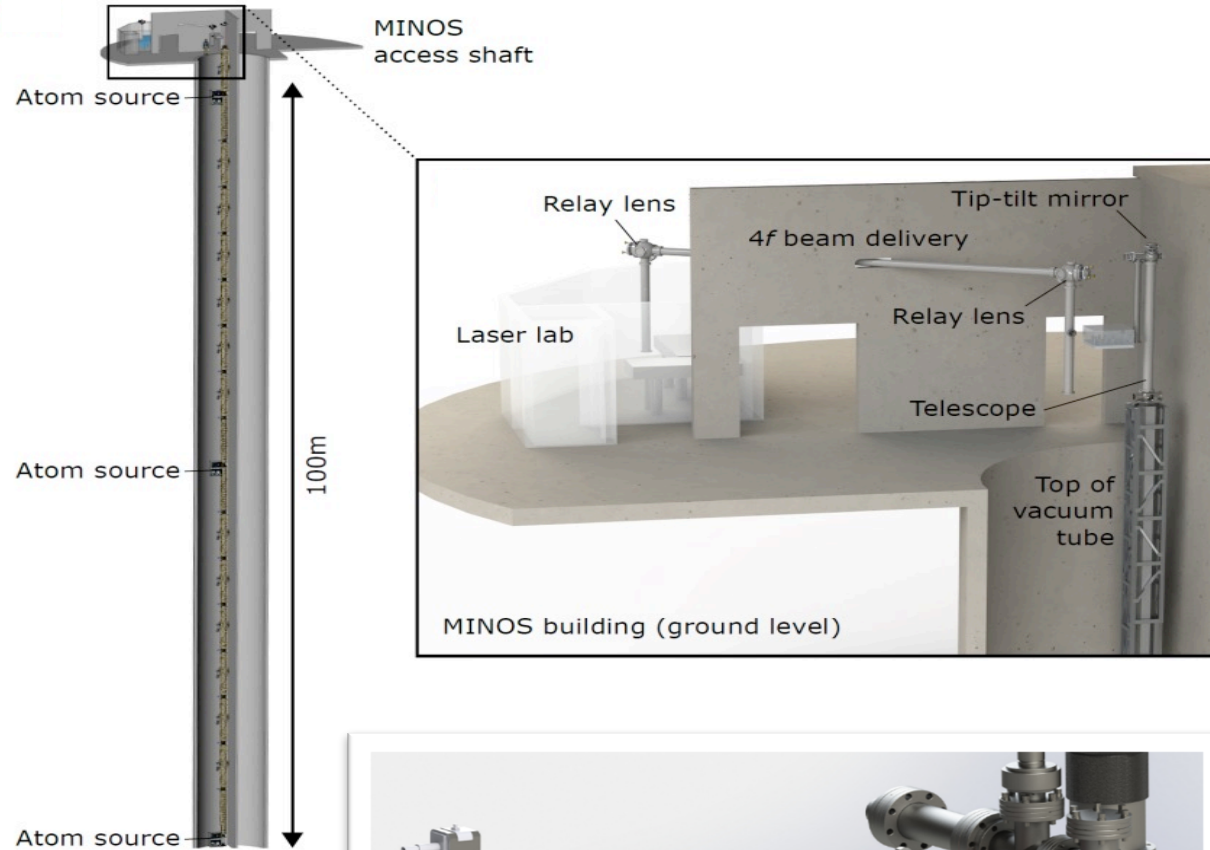 MINOS
access shaft
Atom source
100m
Atom source
Atom source
Relay lens
Tip-tilt mirror
4f beam delivery
Relay lens
Laser lab
Telescope
Top of
vacuum
tube
MINOS building (ground level)